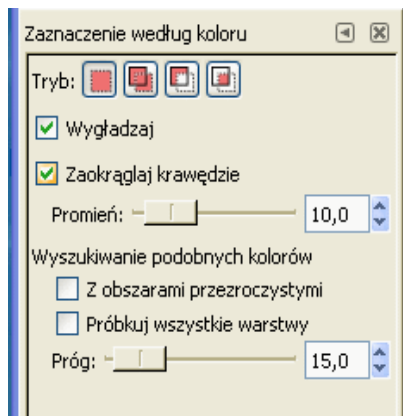 Zaznaczenie według koloru
Tryb:
Wygładzaj
Zaokrąglaj krawędzie
Promień: 10,0
Wyszukiwanie podobnych kolorów
Z obszarami przezroczystymi
Próbkuj wszystkie warstwy
Próg: 15,0